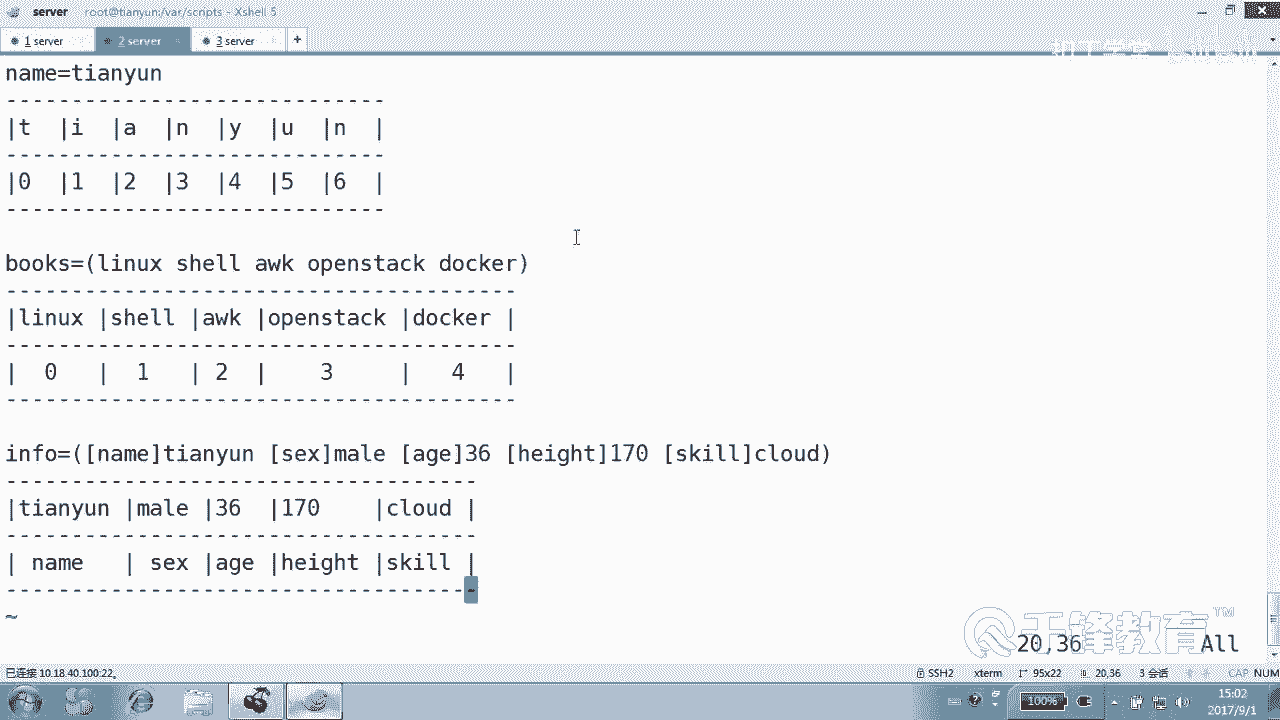 server root@tianyun:/var/scripts - Xshell 5
1 server 2 server 3 server +
name=tianyun
-----------------------------
|t |i |a |n |y |u |n |
-----------------------------
|0 |1 |2 |3 |4 |5 |6 |
-----------------------------
books=(linux shell awk openstack docker)
---------------------------------------
|linux |shell |awk |openstack |docker |
---------------------------------------
| 0 | 1 | 2 | 3 | 4 |
---------------------------------------
info=([name]tianyun [sex]male [age]36 [height]170 [skill]cloud)
------------------------------------
|tianyun |male |36 |170 |cloud |
------------------------------------
| name | sex |age |height |skill |
------------------------------------
~
千锋教育™
20,36 All
已连接 10.18.40.100:22。 SSH2 xterm 95x22 20,36 3 会话 CAP NUM
100% 15:02
2017/9/1